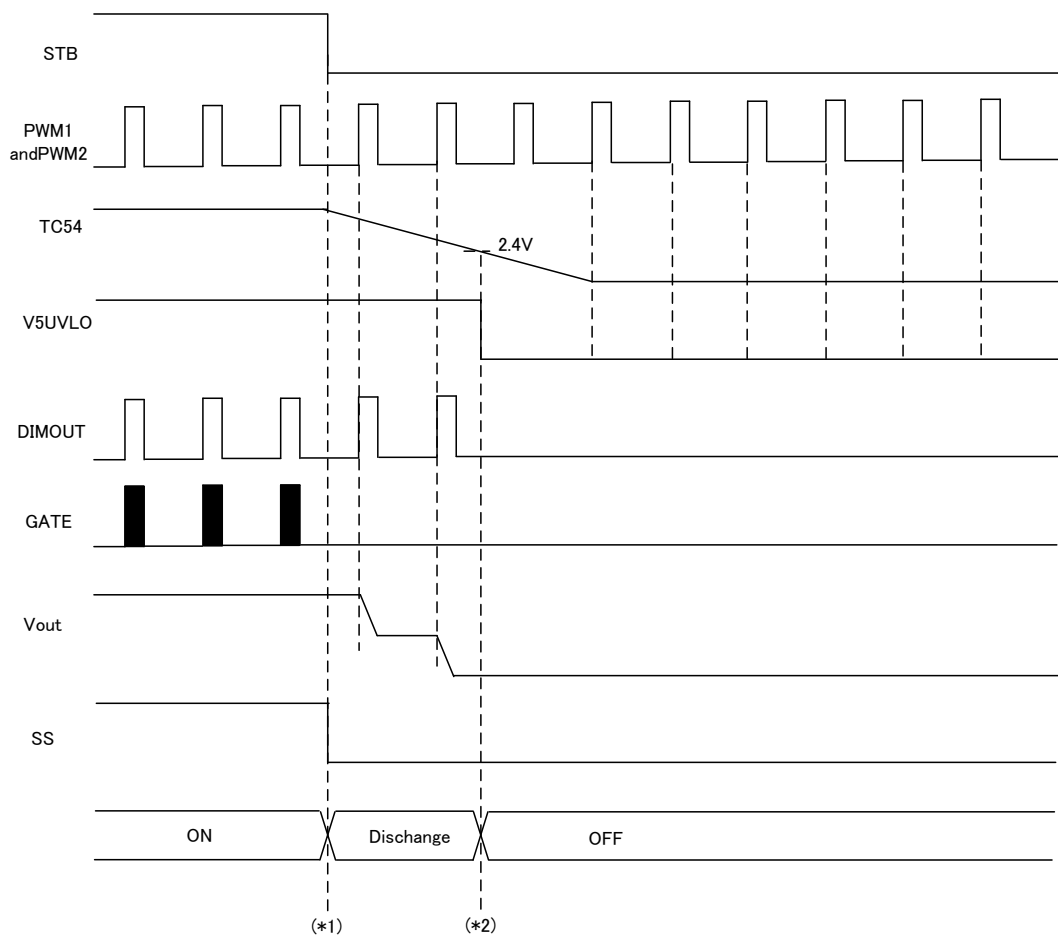 STB
PWM1
andPWM2
TC54
2.4V
V5UVLO
DIMOUT
GATE
Vout
SS
ON Dischange OFF
(*1) (*2)